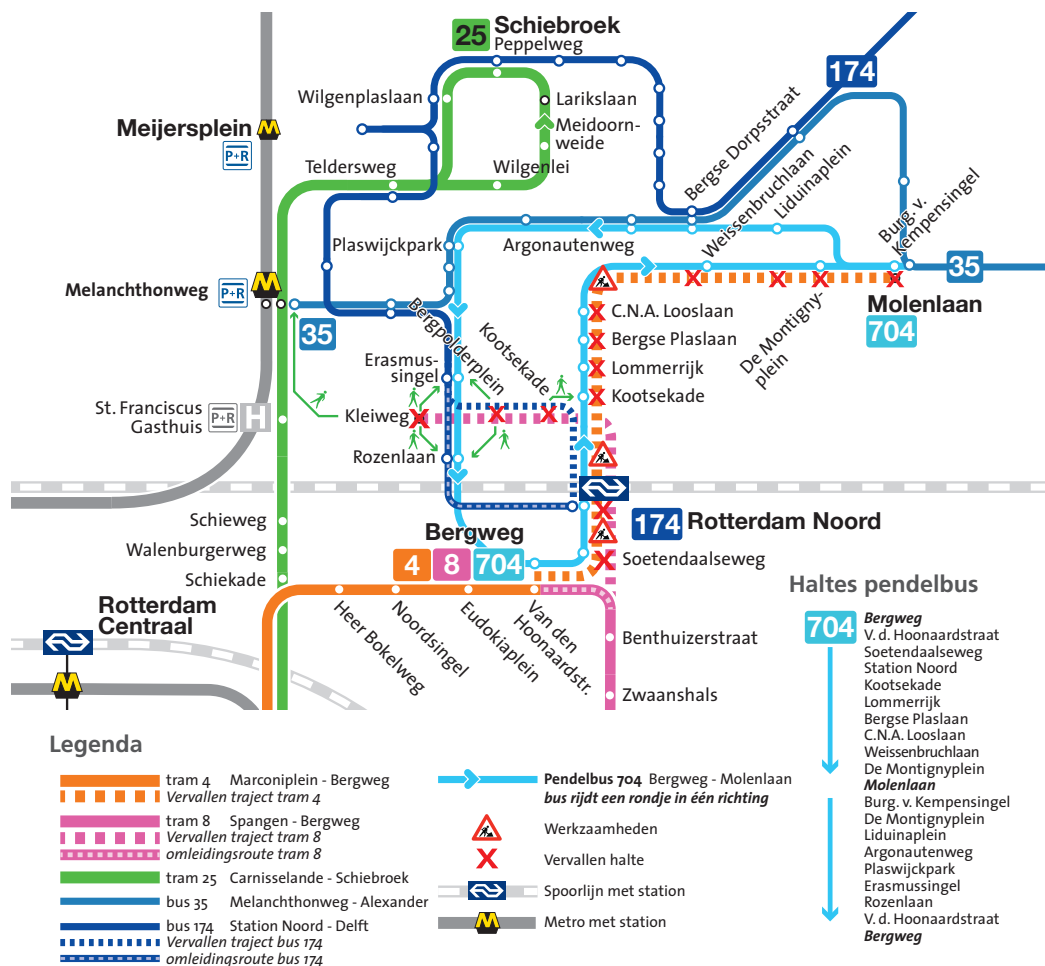 25
Schiebroek
Peppelweg
174
Wilgenplaslaan
Larikslaan
Meijersplein
M
P+R
Meidoorn-
weide
Bergse Dorpsstraat
Teldersweg
Wilgenlei
Weissenbruchlaan
Liduinaplein
Burg. v.
Kempensingel
Plaswijckpark
Argonautenweg
Melanchthonweg
P+R
M
35
35
Molenlaan
704
C.N.A. Looslaan
Bergse Plaslaan
De Montigny-
plein
Bergpolderplein
Kootsekade
Erasmus-
singel
Lommerrijk
Kootsekade
St. Franciscus
Gasthuis
P+R
H
Kleiweg
Rozenlaan
Schieweg
Bergweg
174
Rotterdam Noord
Walenburgerweg
4
8
704
Soetendaalseweg
Schiekade
Rotterdam
Centraal
M
Heer Bokelweg
Noordsingel
Eudokiaplein
Van den
Hoonaardstr.
Benthuizerstraat
Zwaanshals
Haltes pendelbus
704
Bergweg
V. d. Hoonaardstraat
Soetendaalseweg
Station Noord
Kootsekade
Lommerrijk
Bergse Plaslaan
C.N.A. Looslaan
Weissenbruchlaan
De Montignyplein
Molenlaan
Burg. v. Kempensingel
De Montignyplein
Liduinaplein
Argonautenweg
Plaswijckpark
Erasmussingel
Rozenlaan
V. d. Hoonaardstraat
Bergweg
Legenda
tram 4 Marconiplein - Bergweg
Vervallen traject tram 4
tram 8 Spangen - Bergweg
Vervallen traject tram 8
omleidingsroute tram 8
tram 25 Carnisselande - Schiebroek
bus 35 Melanchthonweg - Alexander
bus 174 Station Noord - Delft
Vervallen traject bus 174
omleidingsroute bus 174
Pendelbus 704 Bergweg - Molenlaan
bus rijdt een rondje in één richting
Werkzaamheden
Vervallen halte
Spoorlijn met station
M
Metro met station